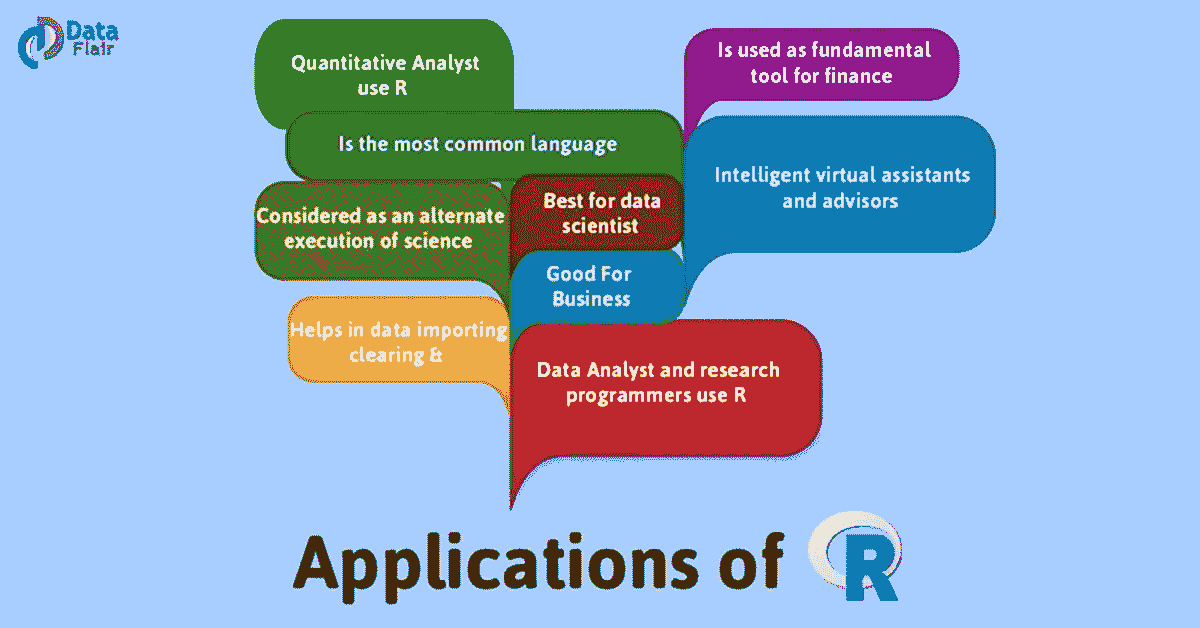 Data
Flair
Quantitative Analyst
use R
Is used as fundamental
tool for finance
Is the most common language
Intelligent virtual assistants
and advisors
Considered as an alternate
execution of science
Best for data
scientist
Good For
Business
Helps in data importing
clearing &
Data Analyst and research
programmers use R
Applications of R